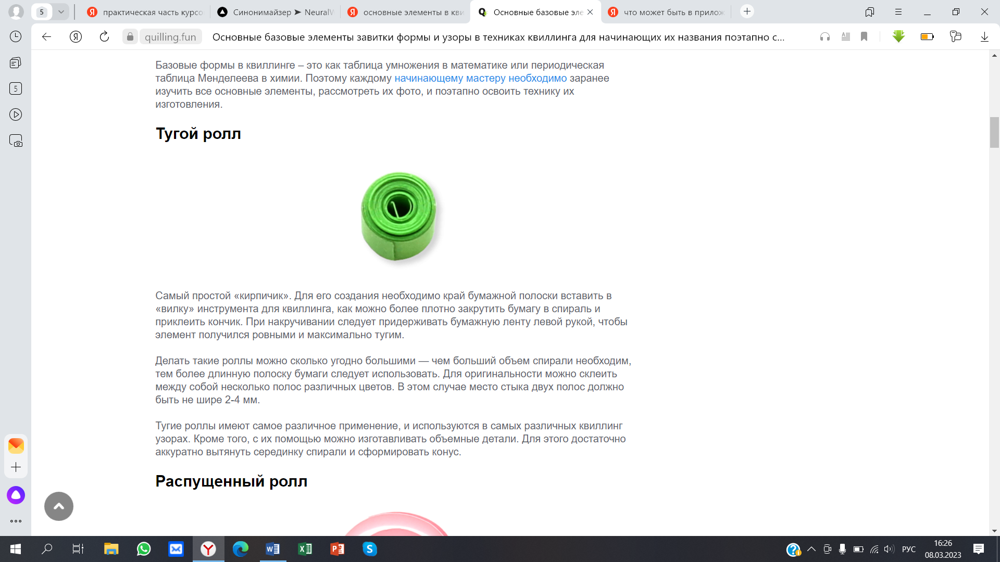 5
практическая часть курсо
Синонимайзер ➤ NeuralW
основные элементы в кви
Основные базовые эле
что может быть в прилож
quilling.fun
Основные базовые элементы завитки формы и узоры в техниках квиллинга для начинающих их названия поэтапно с...
5
Базовые формы в квиллинге – это как таблица умножения в математике или периодическая
таблица Менделеева в химии. Поэтому каждому начинающему мастеру необходимо заранее
изучить все основные элементы, рассмотреть их фото, и поэтапно освоить технику их
изготовления.
Тугой ролл
Самый простой «кирпичик». Для его создания необходимо край бумажной полоски вставить в
«вилку» инструмента для квиллинга, как можно более плотно закрутить бумагу в спираль и
приклеить кончик. При накручивании следует придерживать бумажную ленту левой рукой, чтобы
элемент получился ровными и максимально тугим.
Делать такие роллы можно сколько угодно большими — чем больший объем спирали необходим,
тем более длинную полоску бумаги следует использовать. Для оригинальности можно склеить
между собой несколько полос различных цветов. В этом случае место стыка двух полос должно
быть не шире 2-4 мм.
Тугие роллы имеют самое различное применение, и используются в самых различных квиллинг
узорах. Кроме того, с их помощью можно изготавливать объемные детали. Для этого достаточно
аккуратно вытянуть серединку спирали и сформировать конус.
Распущенный ролл
РУС
16:26
08.03.2023